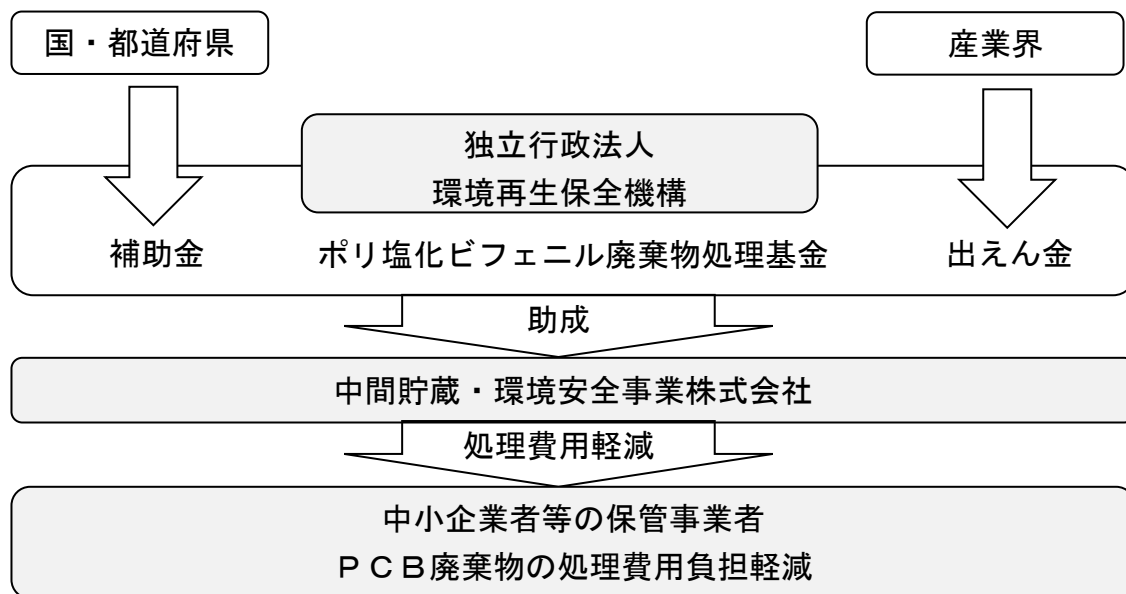 国・都道府県
産業界
独立行政法人
環境再生保全機構
補助金
ポリ塩化ビフェニル廃棄物処理基金
出えん金
助成
中間貯蔵・環境安全事業株式会社
処理費用軽減
中小企業者等の保管事業者
ＰＣＢ廃棄物の処理費用負担軽減